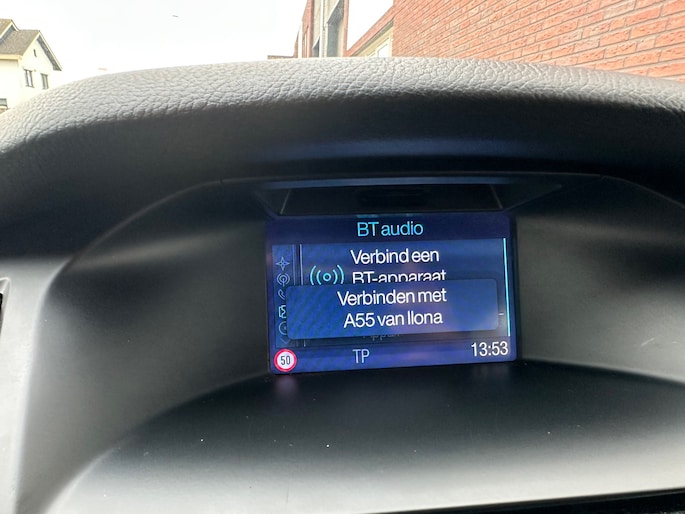 BT audio
Verbind een
BT-apparaat
Verbinden met
A55 van Ilona
50
TP
13:53